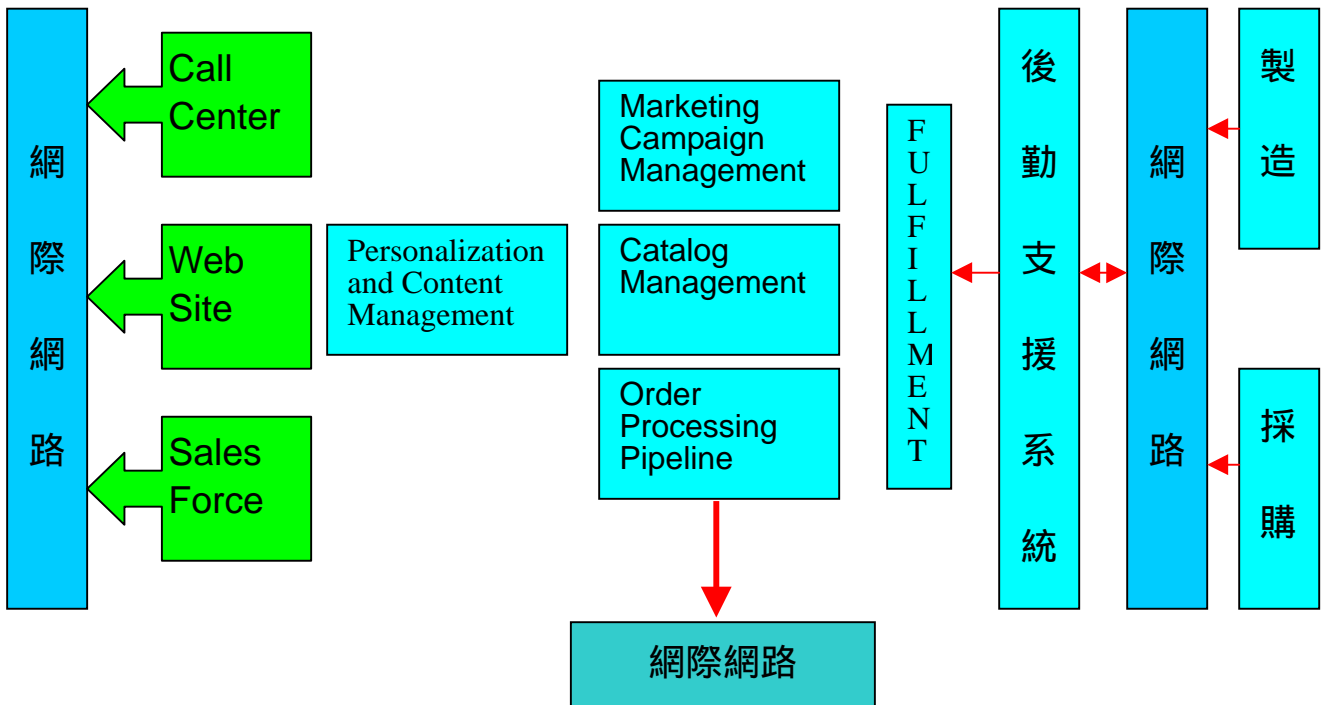 網際網路
Call
Center
Web
Site
Sales
Force
Personalization
and Content
Management
Marketing
Campaign
Management
Catalog
Management
Order
Processing
Pipeline
網際網路
FULFILLMENT
後勤支援系統
網際網路
製造
採購